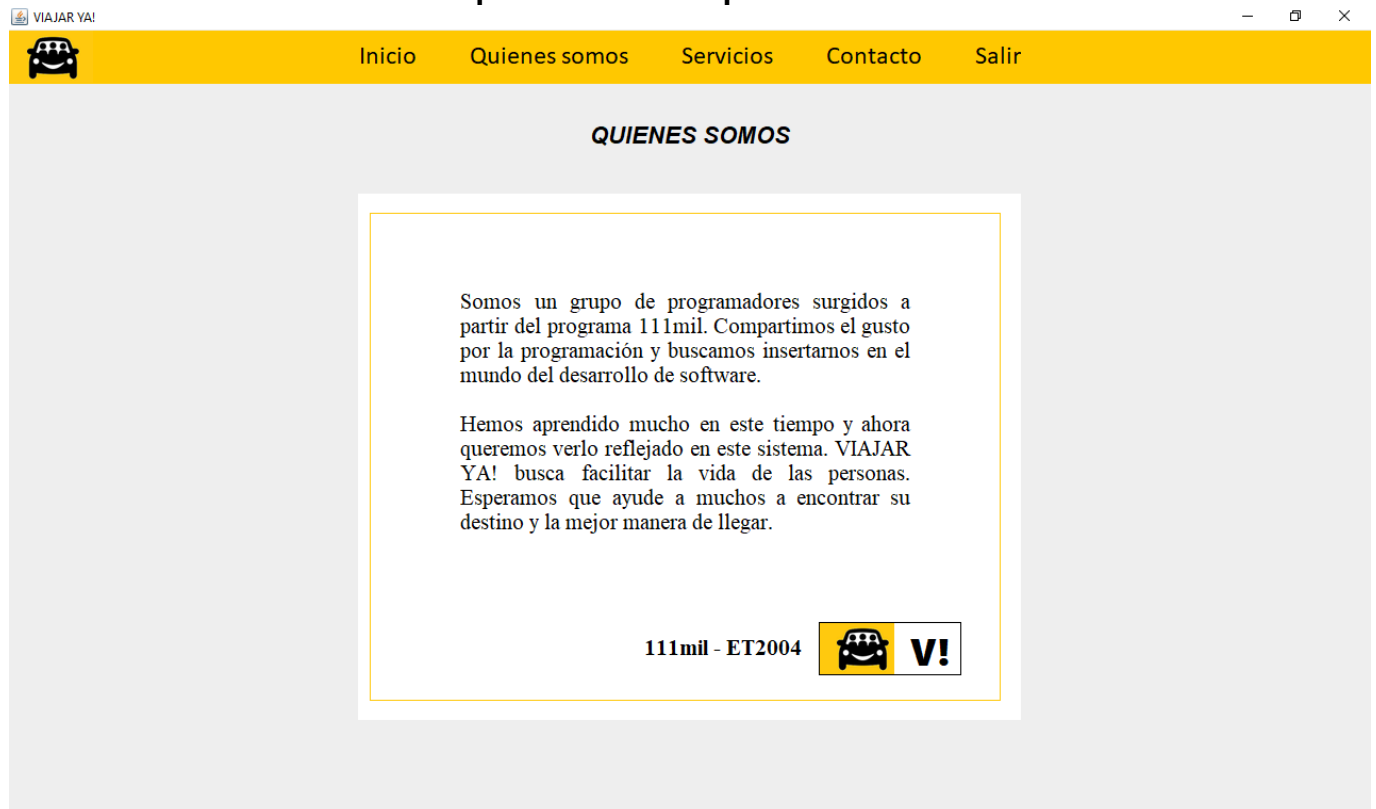 VIAJAR YA!
Inicio Quienes somos Servicios Contacto Salir
QUIENES SOMOS
Somos un grupo de programadores surgidos a
partir del programa 111mil. Compartimos el gusto
por la programación y buscamos insertarnos en el
mundo del desarrollo de software.
Hemos aprendido mucho en este tiempo y ahora
queremos verlo reflejado en este sistema. VIAJAR
YA! busca facilitar la vida de las personas.
Esperamos que ayude a muchos a encontrar su
destino y la mejor manera de llegar.
111mil - ET2004
V!